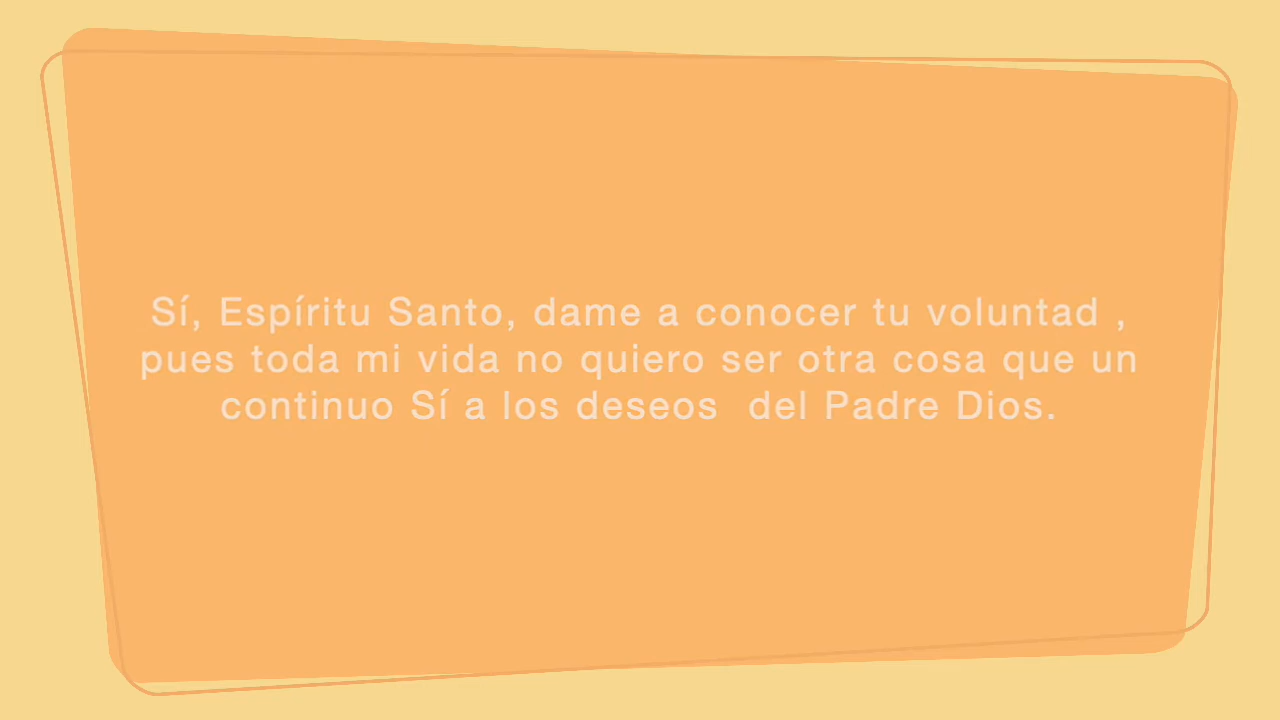 Sí, Espíritu Santo, dame a conocer tu voluntad ,
pues toda mi vida no quiero ser otra cosa que un
continuo Sí a los deseos  del Padre Dios.